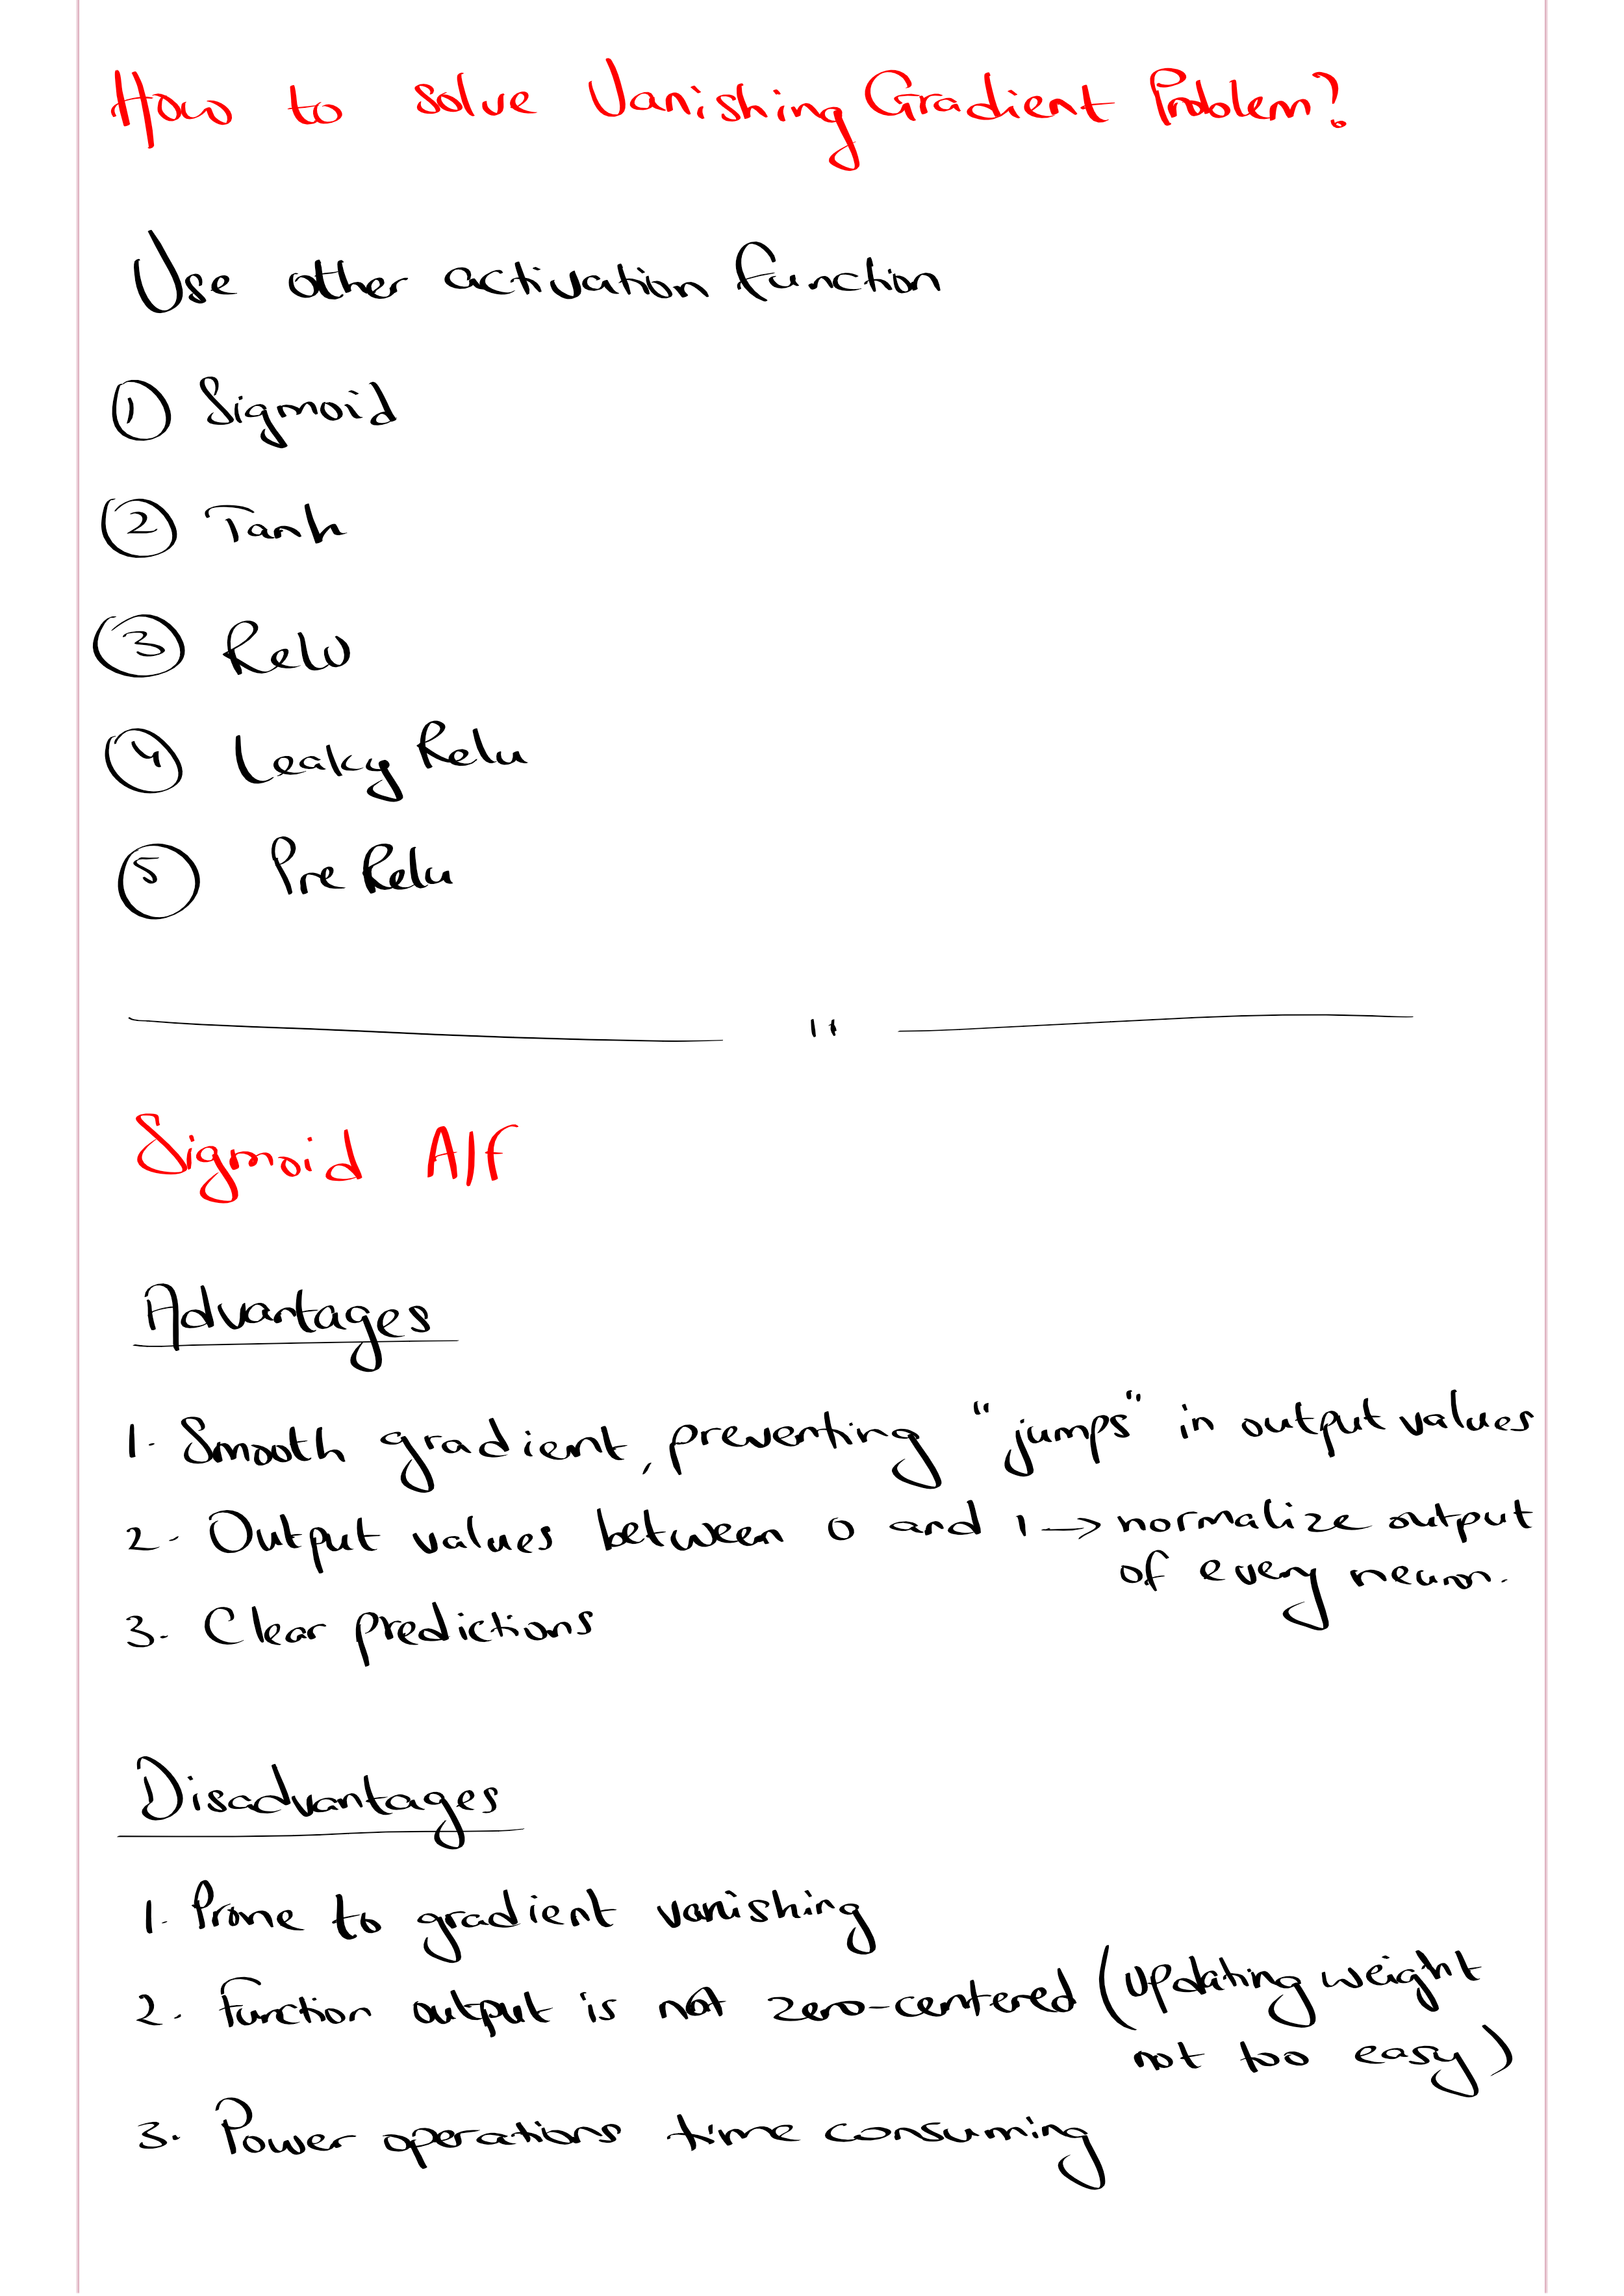 How to solve Vanishing Gradient Problem?
Use other activation function
① Sigmoid
② Tanh
③ Relu
④ Leaky Relu
⑤ Pre Relu
"
Sigmoid A/F
Advantages
1. Smooth gradient, preventing "jumps" in output values
2. Output values between 0 and 1 → normalize output
of every neuron.
3. Clear predictions
Disadvantages
1. Prone to gradient vanishing
2. Function output is not zero-centered (updating weight
not too easy)
3. Power operations time consuming